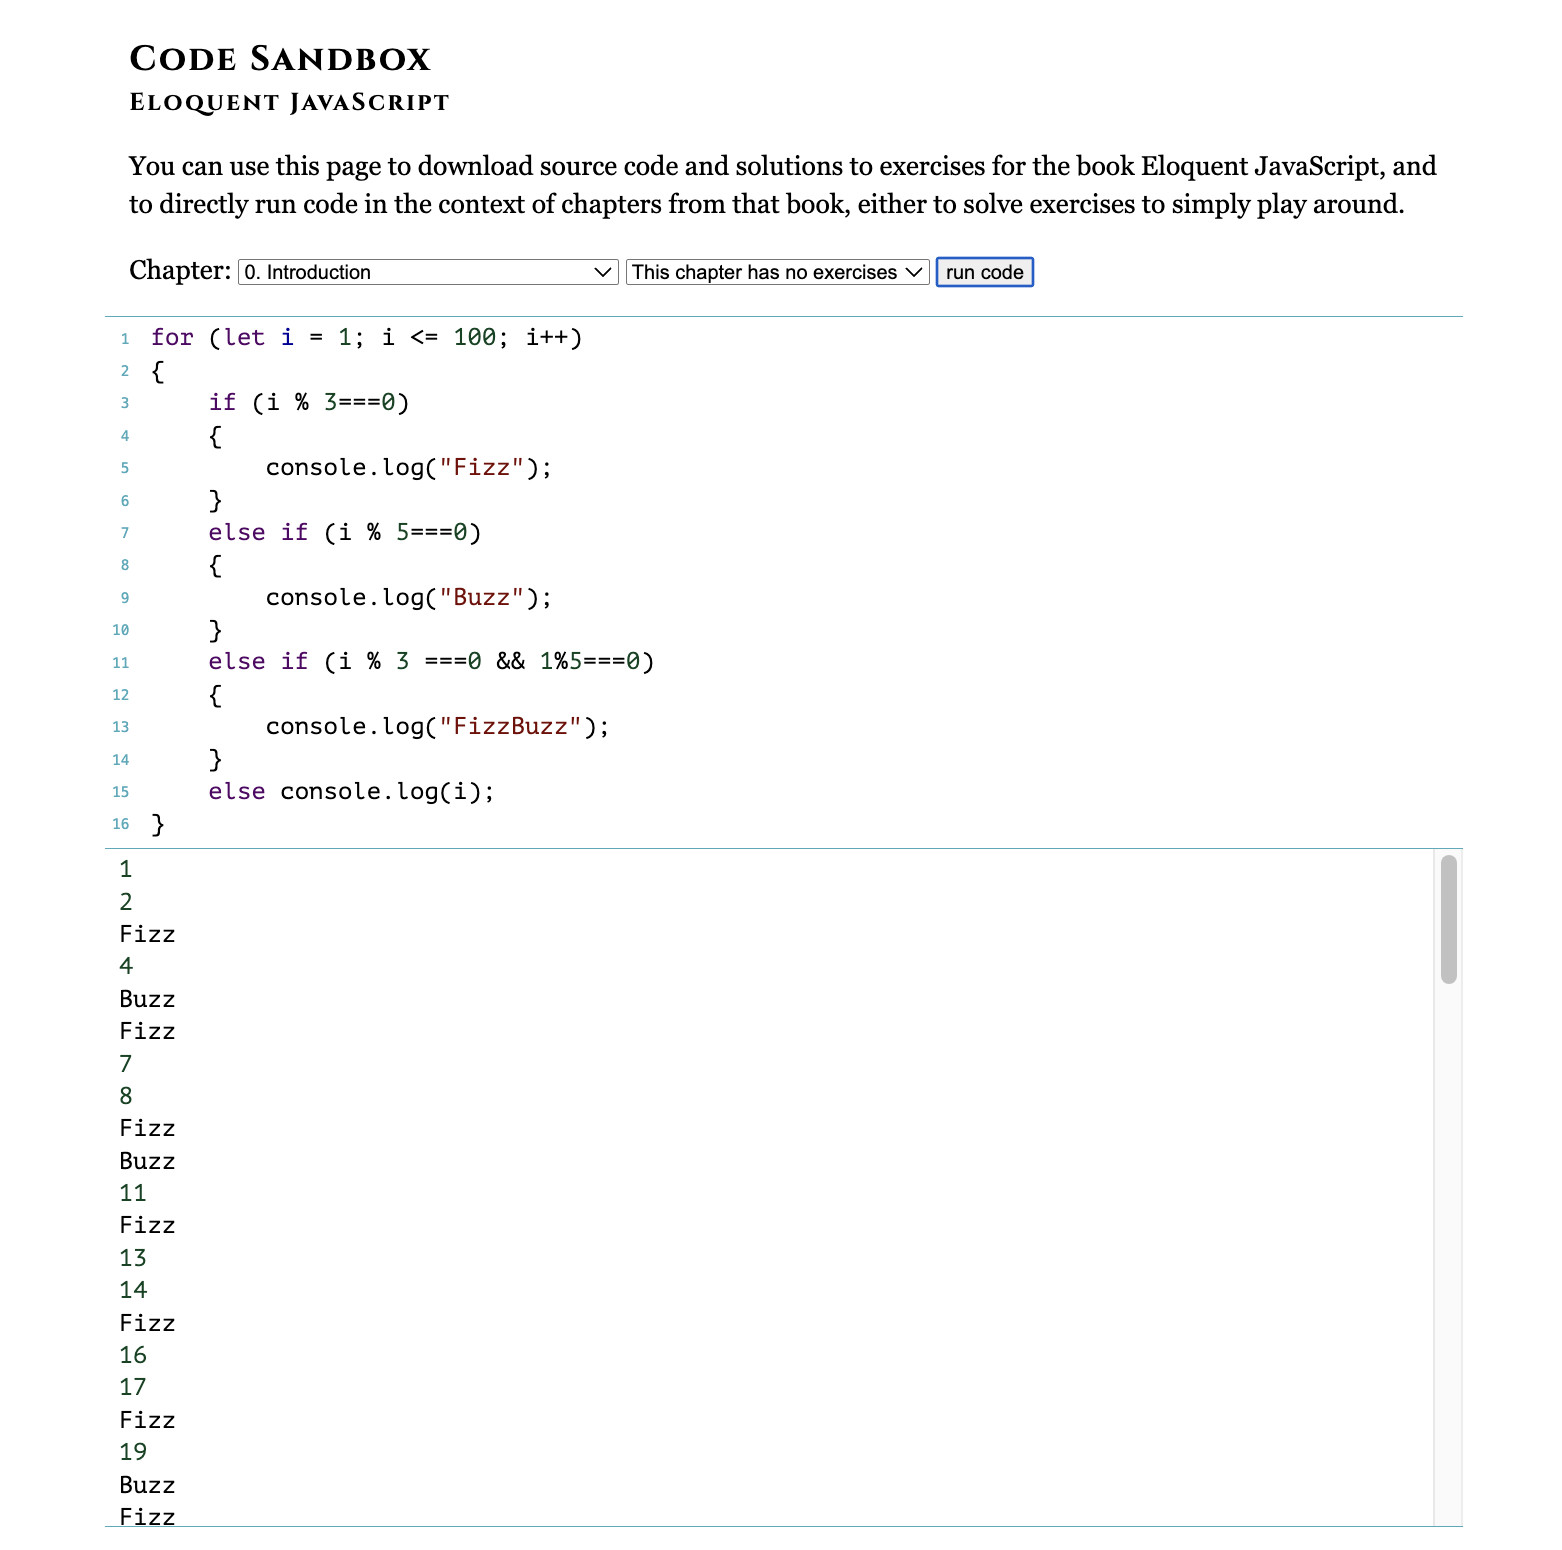 Code Sandbox
Eloquent JavaScript
You can use this page to download source code and solutions to exercises for the book Eloquent JavaScript, and
to directly run code in the context of chapters from that book, either to solve exercises to simply play around.
Chapter: 0. Introduction This chapter has no exercises run code
1 for (let i = 1; i <= 100; i++)
2 {
3     if (i % 3===0)
4     {
5         console.log("Fizz");
6     }
7     else if (i % 5===0)
8     {
9         console.log("Buzz");
10     }
11     else if (i % 3 ===0 && 1%5===0)
12     {
13         console.log("FizzBuzz");
14     }
15     else console.log(i);
16 }
1
2
Fizz
4
Buzz
Fizz
7
8
Fizz
Buzz
11
Fizz
13
14
Fizz
16
17
Fizz
19
Buzz
Fizz